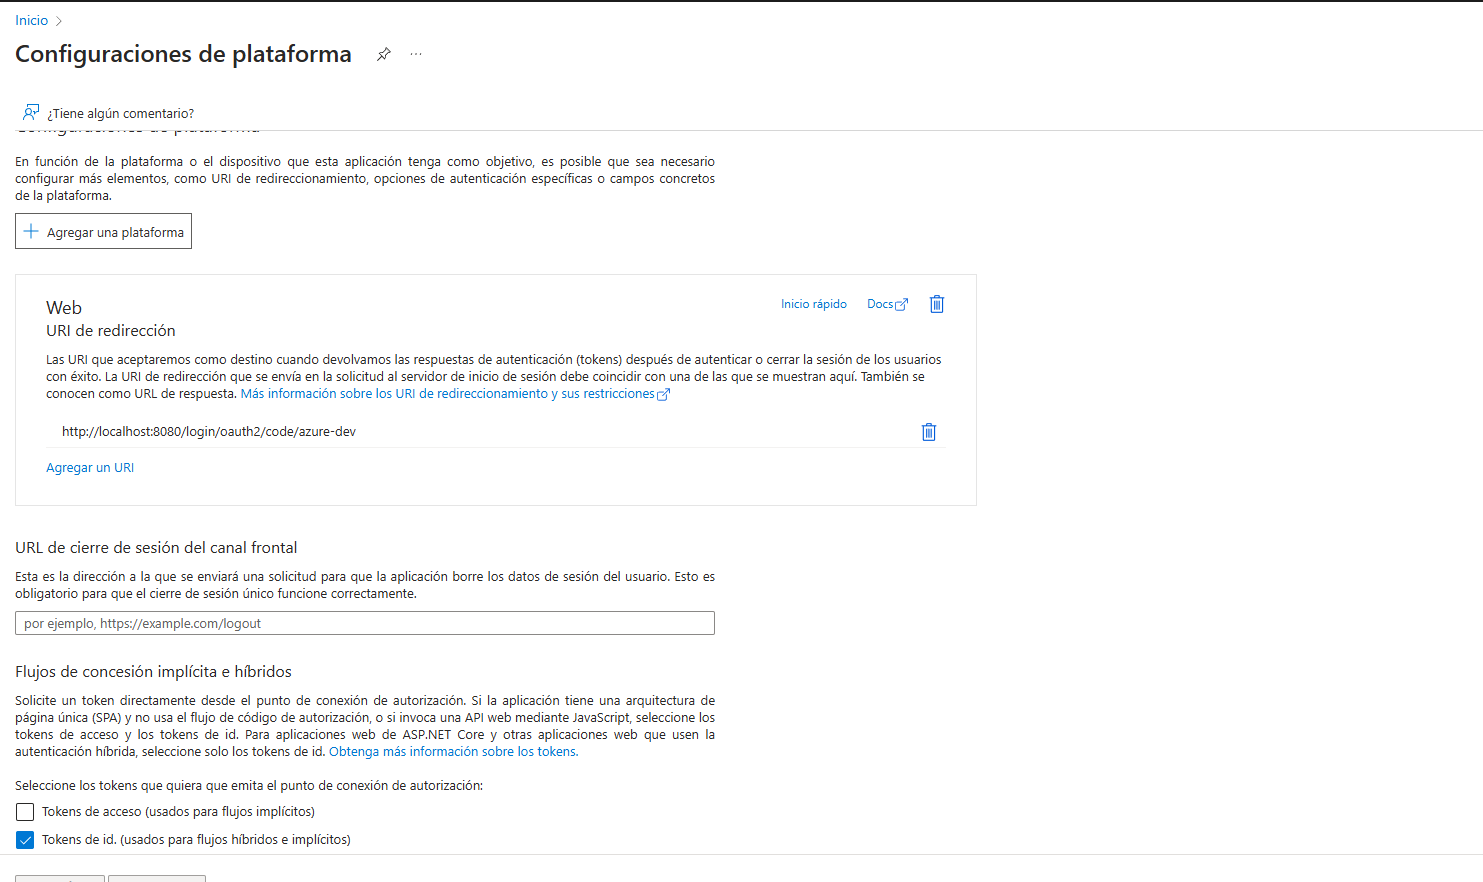 Inicio
Configuraciones de plataforma
¿Tiene algún comentario?
Configuraciones de plataforma
En función de la plataforma o el dispositivo que esta aplicación tenga como objetivo, es posible que sea necesario
configurar más elementos, como URI de redireccionamiento, opciones de autenticación específicas o campos concretos
de la plataforma.
Agregar una plataforma
Web
Inicio rápido Docs
URI de redirección
Las URI que aceptaremos como destino cuando devolvamos las respuestas de autenticación (tokens) después de autenticar o cerrar la sesión de los usuarios
con éxito. La URI de redirección que se envía en la solicitud al servidor de inicio de sesión debe coincidir con una de las que se muestran aquí. También se
conocen como URL de respuesta. Más información sobre los URI de redireccionamiento y sus restricciones
http://localhost:8080/login/oauth2/code/azure-dev
Agregar un URI
URL de cierre de sesión del canal frontal
Esta es la dirección a la que se enviará una solicitud para que la aplicación borre los datos de sesión del usuario. Esto es
obligatorio para que el cierre de sesión único funcione correctamente.
por ejemplo, https://example.com/logout
Flujos de concesión implícita e híbridos
Solicite un token directamente desde el punto de conexión de autorización. Si la aplicación tiene una arquitectura de
página única (SPA) y no usa el flujo de código de autorización, o si invoca una API web mediante JavaScript, seleccione los
tokens de acceso y los tokens de id. Para aplicaciones web de ASP.NET Core y otras aplicaciones web que usen la
autenticación híbrida, seleccione solo los tokens de id. Obtenga más información sobre los tokens.
Seleccione los tokens que quiera que emita el punto de conexión de autorización:
Tokens de acceso (usados para flujos implícitos)
Tokens de id. (usados para flujos híbridos e implícitos)